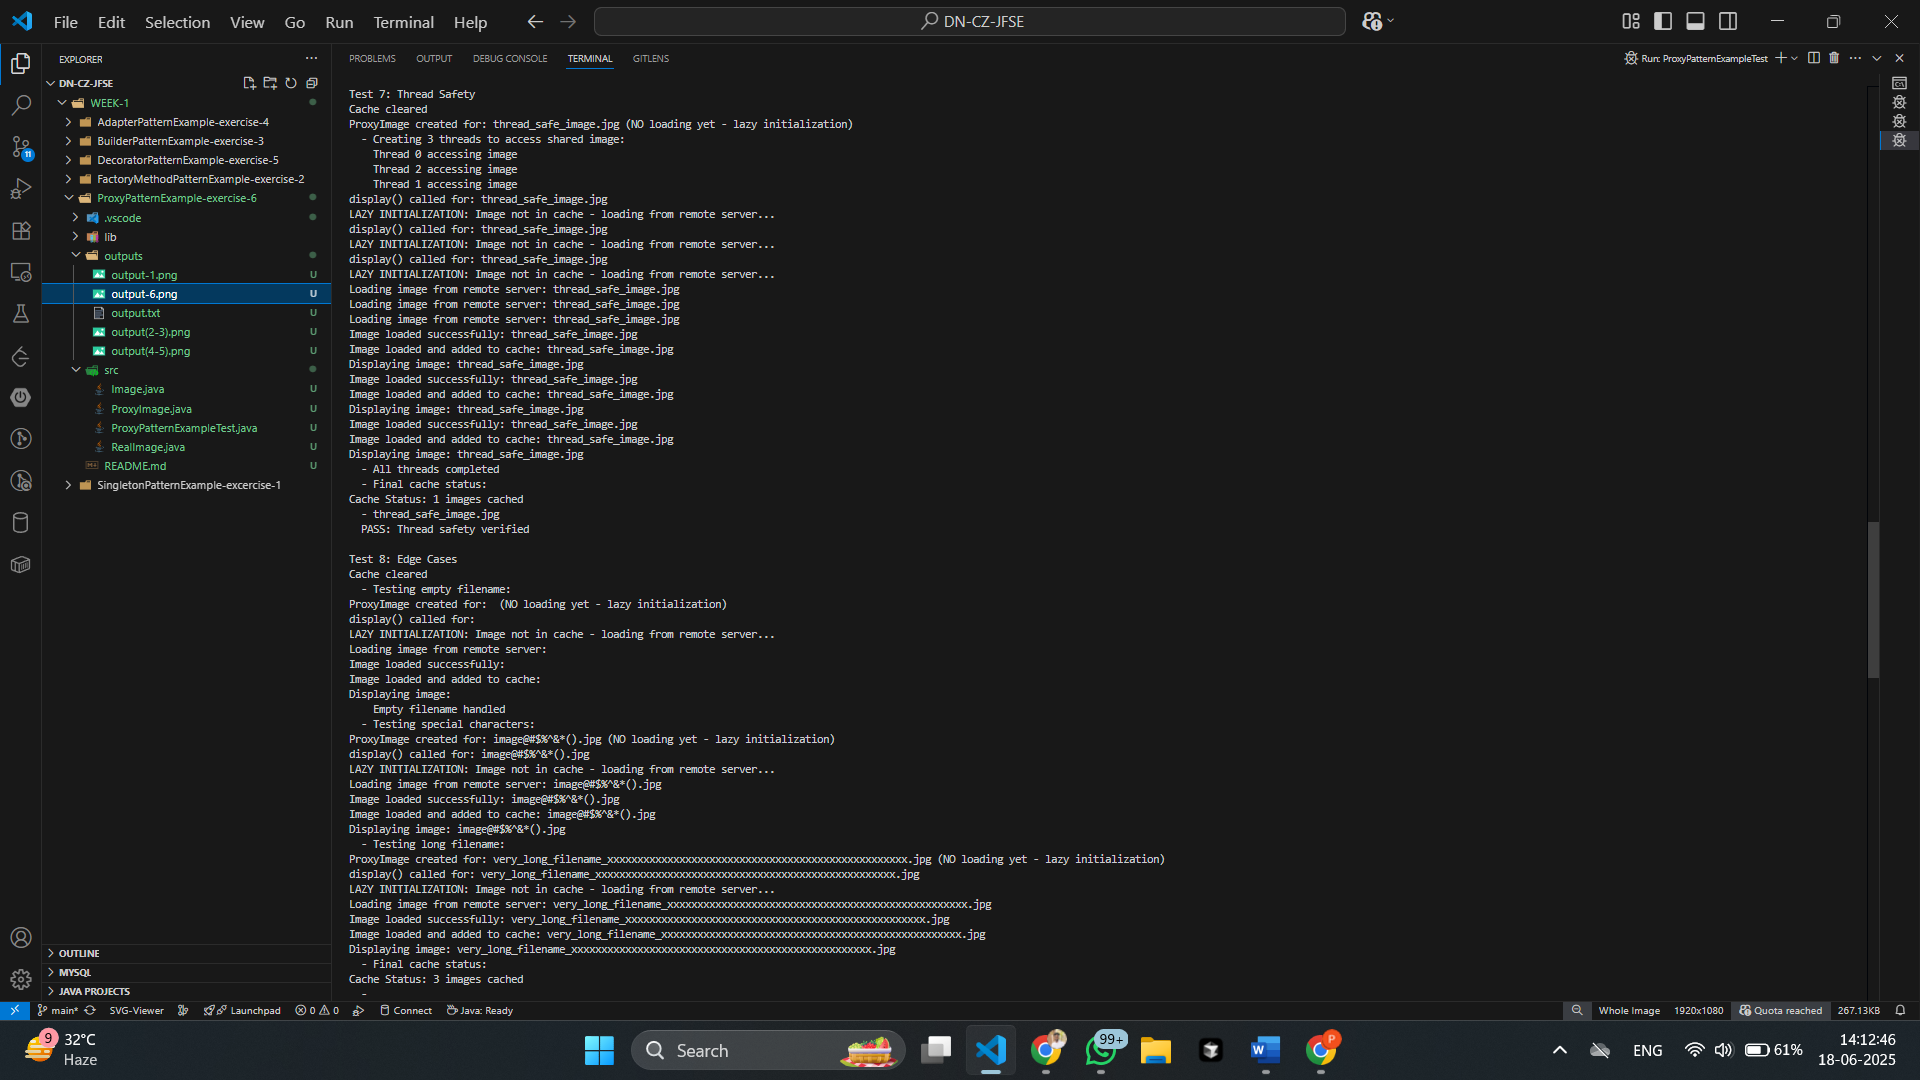 File Edit Selection View Go Run Terminal Help
DN-CZ-JFSE
EXPLORER
DN-CZ-JFSE
WEEK-1
AdapterPatternExample-exercise-4
BuilderPatternExample-exercise-3
DecoratorPatternExample-exercise-5
FactoryMethodPatternExample-exercise-2
ProxyPatternExample-exercise-6
.vscode
lib
outputs
output-1.png U
output-6.png U
output.txt U
output(2-3).png U
output(4-5).png U
src
Image.java U
ProxyImage.java U
ProxyPatternExampleTest.java U
RealImage.java U
README.md U
SingletonPatternExample-excercise-1
OUTLINE
MYSQL
JAVA PROJECTS
11
PROBLEMS OUTPUT DEBUG CONSOLE TERMINAL GITLENS
Run: ProxyPatternExampleTest
Test 7: Thread Safety
Cache cleared
ProxyImage created for: thread_safe_image.jpg (NO loading yet - lazy initialization)
- Creating 3 threads to access shared image:
Thread 0 accessing image
Thread 2 accessing image
Thread 1 accessing image
display() called for: thread_safe_image.jpg
LAZY INITIALIZATION: Image not in cache - loading from remote server...
display() called for: thread_safe_image.jpg
LAZY INITIALIZATION: Image not in cache - loading from remote server...
display() called for: thread_safe_image.jpg
LAZY INITIALIZATION: Image not in cache - loading from remote server...
Loading image from remote server: thread_safe_image.jpg
Loading image from remote server: thread_safe_image.jpg
Loading image from remote server: thread_safe_image.jpg
Image loaded successfully: thread_safe_image.jpg
Image loaded and added to cache: thread_safe_image.jpg
Displaying image: thread_safe_image.jpg
Image loaded successfully: thread_safe_image.jpg
Image loaded and added to cache: thread_safe_image.jpg
Displaying image: thread_safe_image.jpg
Image loaded successfully: thread_safe_image.jpg
Image loaded and added to cache: thread_safe_image.jpg
Displaying image: thread_safe_image.jpg
- All threads completed
- Final cache status:
Cache Status: 1 images cached
- thread_safe_image.jpg
PASS: Thread safety verified
Test 8: Edge Cases
Cache cleared
- Testing empty filename:
ProxyImage created for:  (NO loading yet - lazy initialization)
display() called for:
LAZY INITIALIZATION: Image not in cache - loading from remote server...
Loading image from remote server:
Image loaded successfully:
Image loaded and added to cache:
Displaying image:
Empty filename handled
- Testing special characters:
ProxyImage created for: image@#$%^&*().jpg (NO loading yet - lazy initialization)
display() called for: image@#$%^&*().jpg
LAZY INITIALIZATION: Image not in cache - loading from remote server...
Loading image from remote server: image@#$%^&*().jpg
Image loaded successfully: image@#$%^&*().jpg
Image loaded and added to cache: image@#$%^&*().jpg
Displaying image: image@#$%^&*().jpg
- Testing long filename:
ProxyImage created for: very_long_filename_xxxxxxxxxxxxxxxxxxxxxxxxxxxxxxxxxxxxxxxxxxxxxxxxxx.jpg (NO loading yet - lazy initialization)
display() called for: very_long_filename_xxxxxxxxxxxxxxxxxxxxxxxxxxxxxxxxxxxxxxxxxxxxxxxxxx.jpg
LAZY INITIALIZATION: Image not in cache - loading from remote server...
Loading image from remote server: very_long_filename_xxxxxxxxxxxxxxxxxxxxxxxxxxxxxxxxxxxxxxxxxxxxxxxxxx.jpg
Image loaded successfully: very_long_filename_xxxxxxxxxxxxxxxxxxxxxxxxxxxxxxxxxxxxxxxxxxxxxxxxxx.jpg
Image loaded and added to cache: very_long_filename_xxxxxxxxxxxxxxxxxxxxxxxxxxxxxxxxxxxxxxxxxxxxxxxxxx.jpg
Displaying image: very_long_filename_xxxxxxxxxxxxxxxxxxxxxxxxxxxxxxxxxxxxxxxxxxxxxxxxxx.jpg
- Final cache status:
Cache Status: 3 images cached
-
main* SVG-Viewer Launchpad 0 0 Connect Java: Ready Whole Image 1920x1080 Quota reached 267.13KB
9 32°C
Haze
Search
99+
P
ENG
61%
14:12:46
18-06-2025